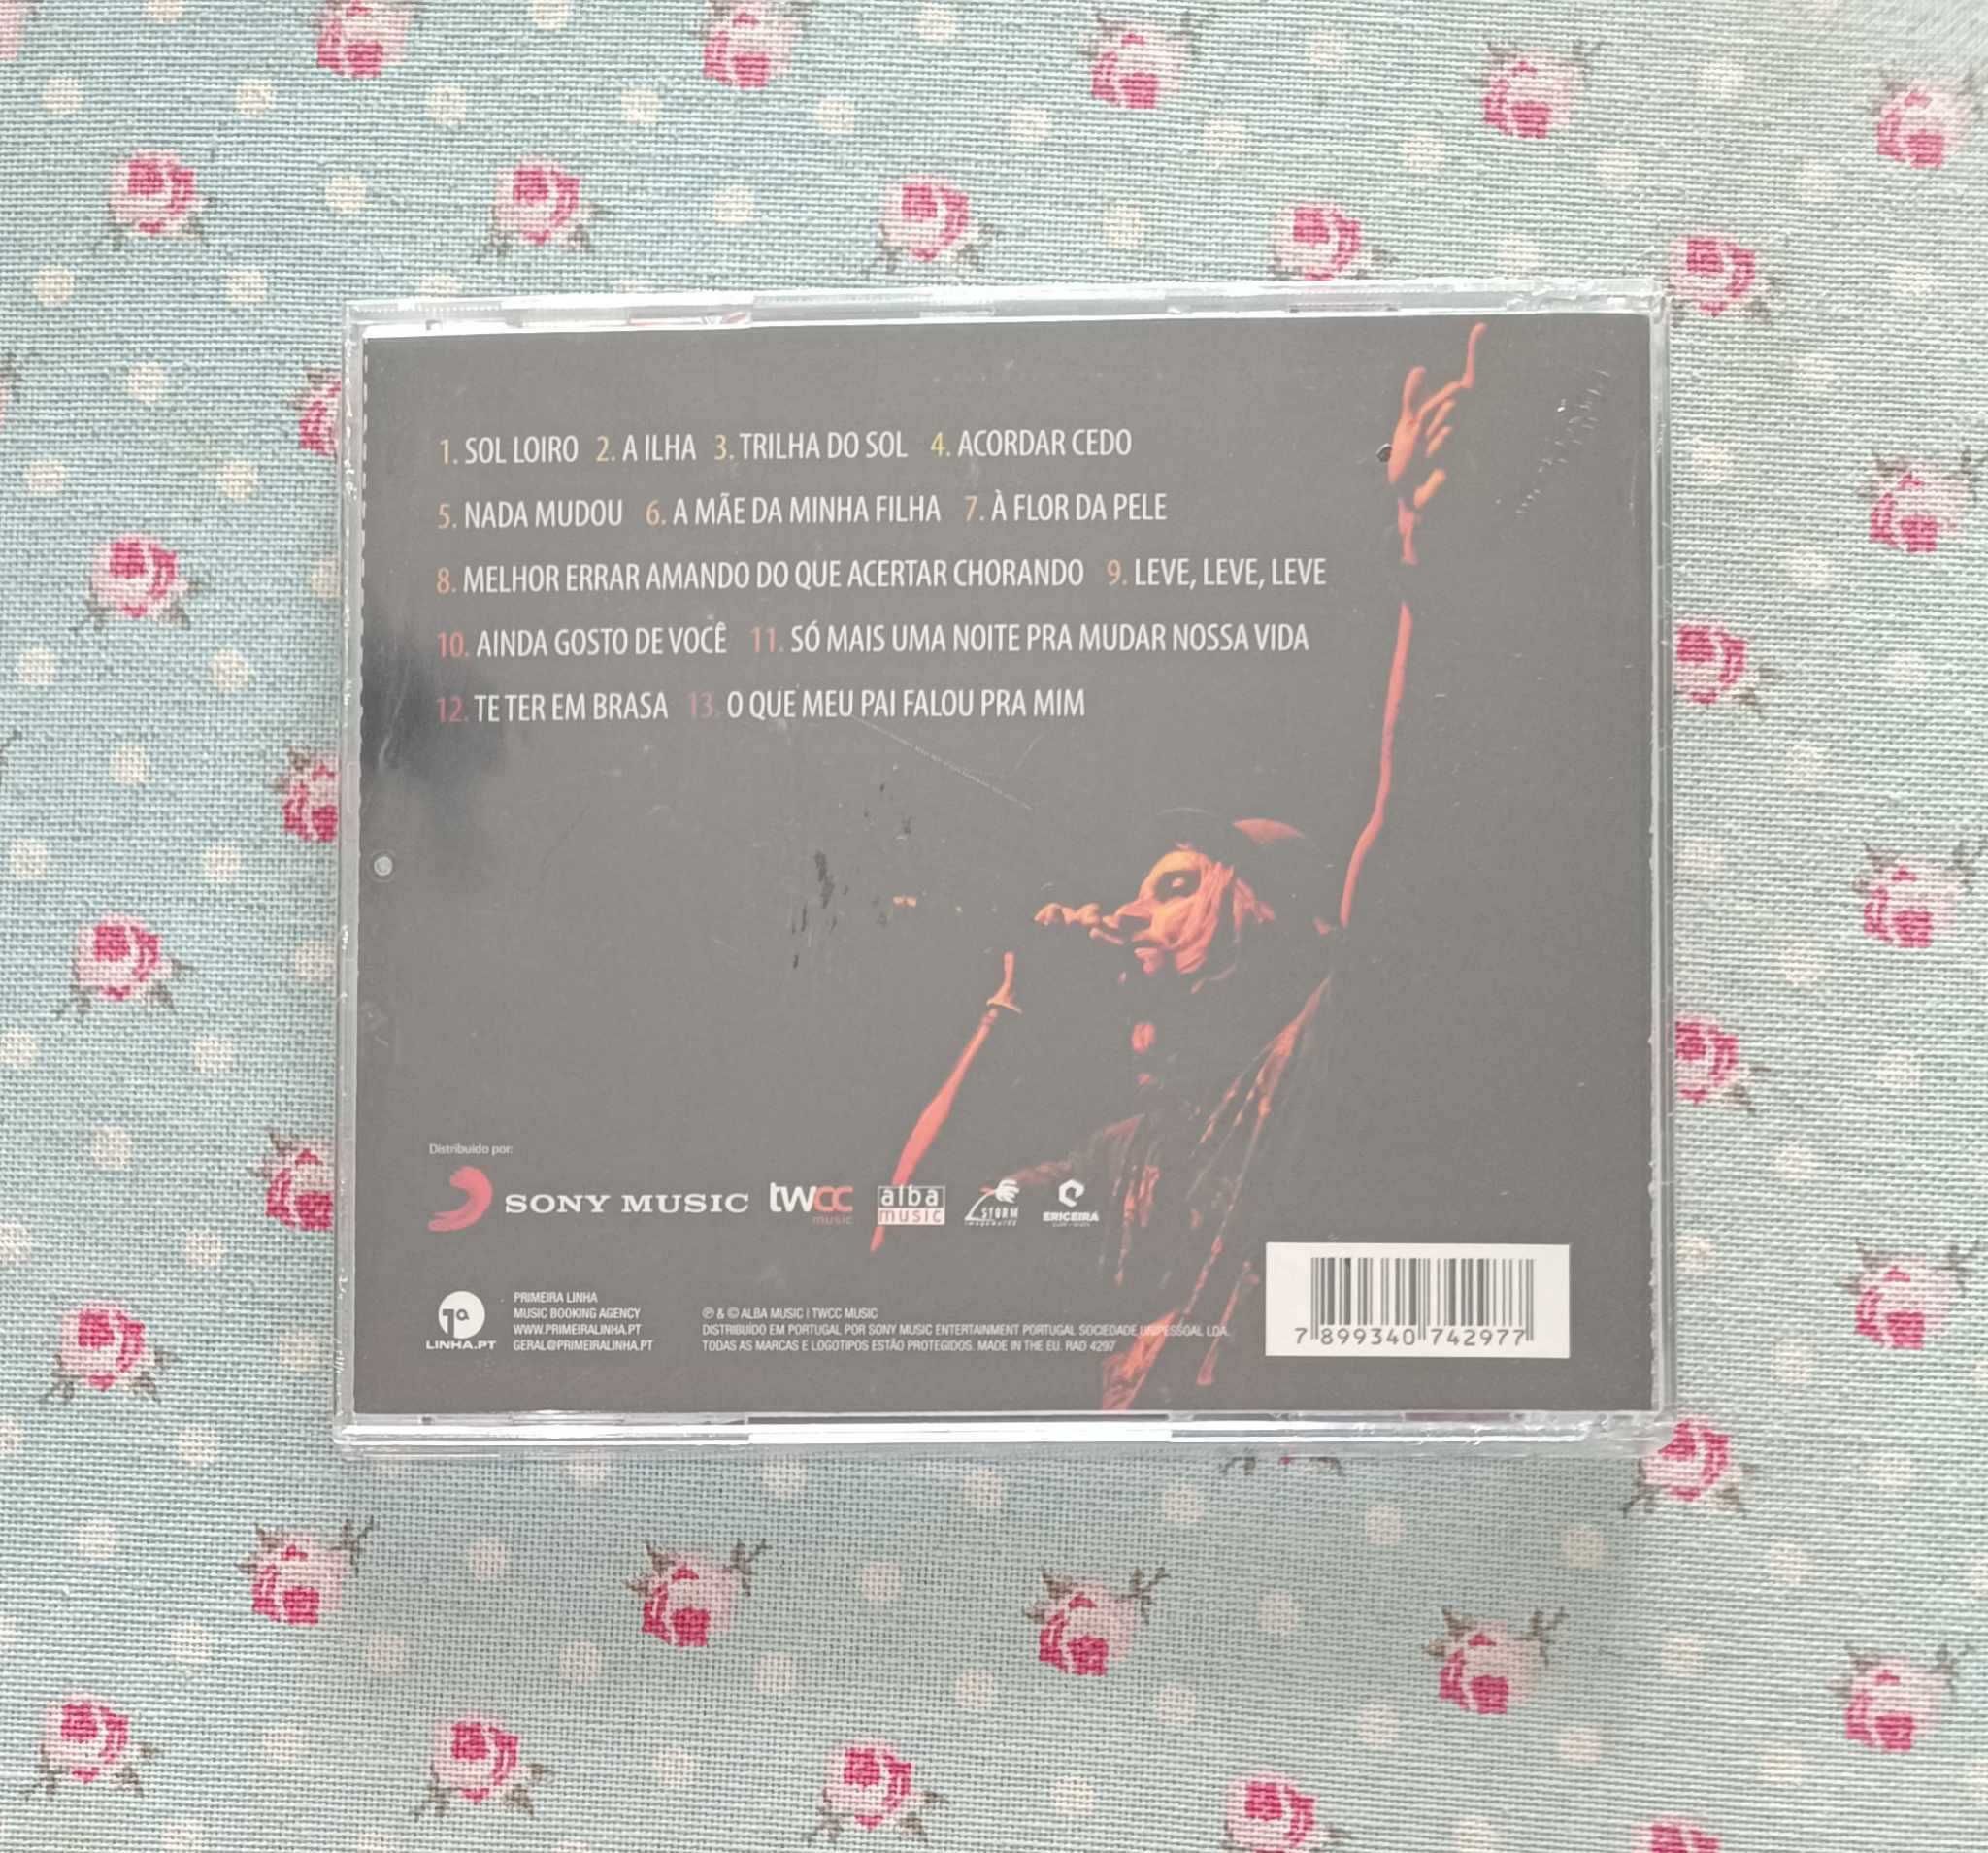 1. SOL LOIRO 2. A ILHA 3. TRILHA DO SOL 4. ACORDAR CEDO
5. NADA MUDOU 6. A MÃE DA MINHA FILHA 7. À FLOR DA PELE
8. MELHOR ERRAR AMANDO DO QUE ACERTAR CHORANDO 9. LEVE, LEVE, LEVE
10. AINDA GOSTO DE VOCÊ 11. SÓ MAIS UMA NOITE PRA MUDAR NOSSA VIDA
12. TE TER EM BRASA 13. O QUE MEU PAI FALOU PRA MIM
Distribuído por:
SONY MUSIC twcc music alba music STORM ERICEIRA
1ª LINHA.PT
PRIMEIRA LINHA
MUSIC BOOKING AGENCY
WWW.PRIMEIRALINHA.PT
GERAL@PRIMEIRALINHA.PT
℗ & © ALBA MUSIC | TWCC MUSIC
DISTRIBUÍDO EM PORTUGAL POR SONY MUSIC ENTERTAINMENT PORTUGAL SOCIEDADE UNIPESSOAL LDA.
TODAS AS MARCAS E LOGOTIPOS ESTÃO PROTEGIDOS. MADE IN THE EU. RAD 4297
7 899340 742977